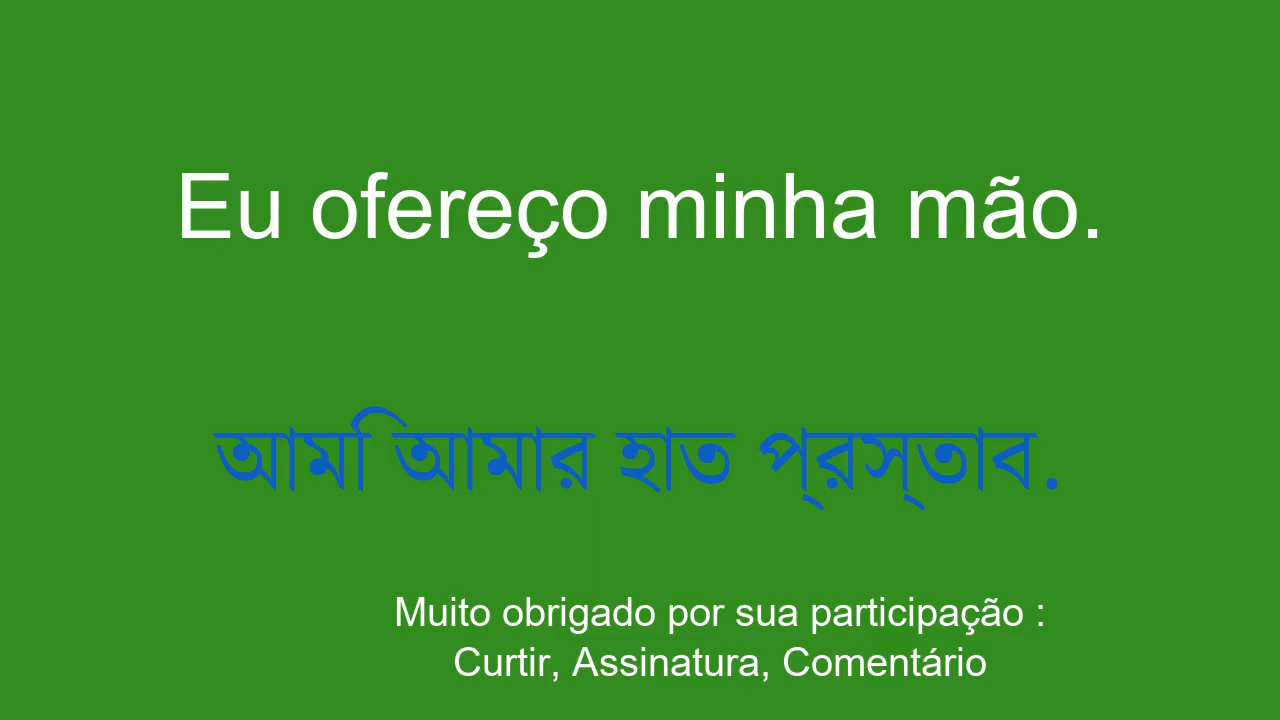 Eu ofereço minha mão.
আমি আমার হাত প্রস্তাব.
Muito obrigado por sua participação :
Curtir, Assinatura, Comentário